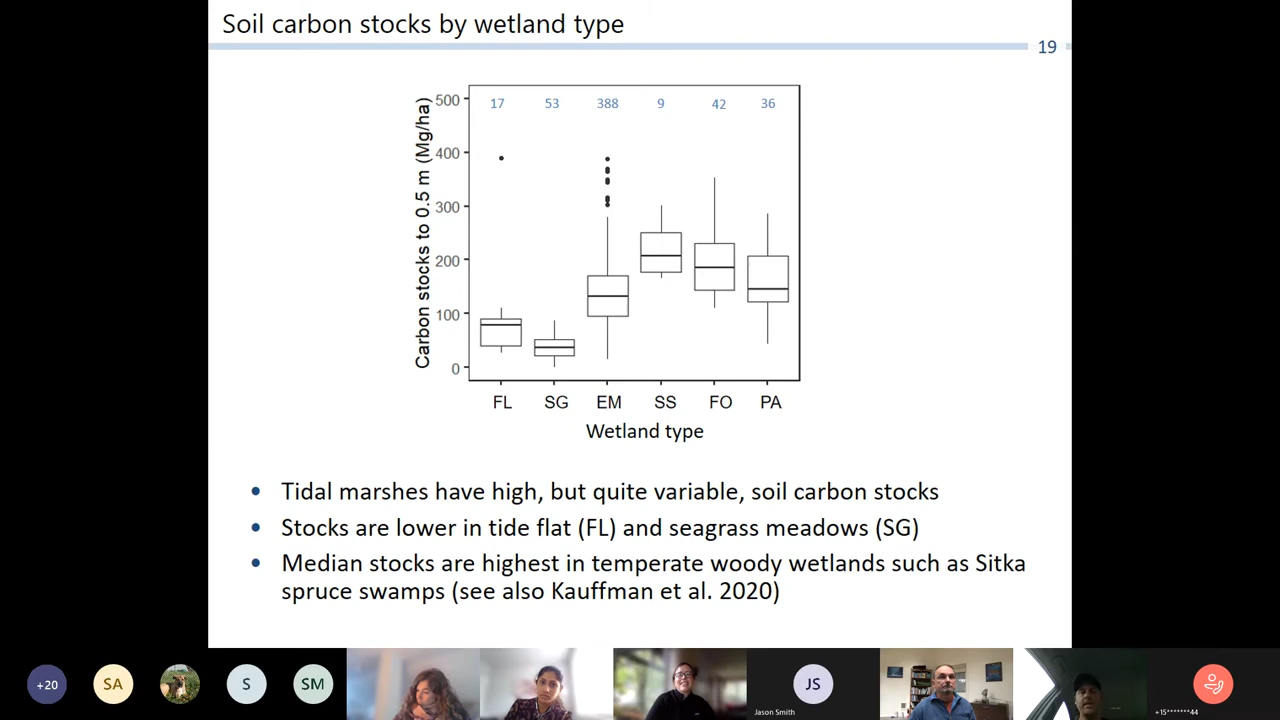 Soil carbon stocks by wetland type
19
Carbon stocks to 0.5 m (Mg/ha)
500
400
300
200
100
0
17 53 388 9 42 36
FL SG EM SS FO PA
Wetland type
• Tidal marshes have high, but quite variable, soil carbon stocks
• Stocks are lower in tide flat (FL) and seagrass meadows (SG)
• Median stocks are highest in temperate woody wetlands such as Sitka
spruce swamps (see also Kauffman et al. 2020)
+20 SA S SM JS
Jason Smith
+15*******44